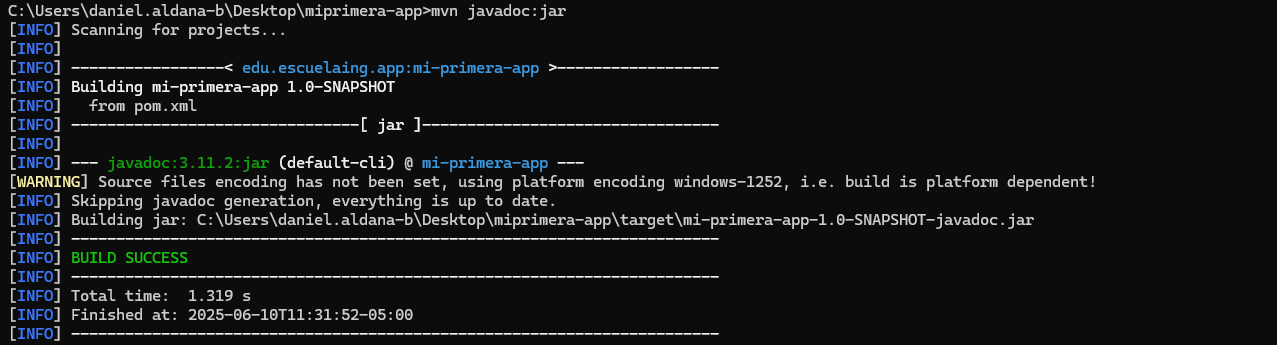 C:\Users\daniel.aldana-b\Desktop\miprimera-app>mvn javadoc:jar
[INFO] Scanning for projects...
[INFO]
[INFO] -----------------< edu.escuelaing.app:mi-primera-app >------------------
[INFO] Building mi-primera-app 1.0-SNAPSHOT
[INFO]   from pom.xml
[INFO] --------------------------------[ jar ]---------------------------------
[INFO]
[INFO] --- javadoc:3.11.2:jar (default-cli) @ mi-primera-app ---
[WARNING] Source files encoding has not been set, using platform encoding windows-1252, i.e. build is platform dependent!
[INFO] Skipping javadoc generation, everything is up to date.
[INFO] Building jar: C:\Users\daniel.aldana-b\Desktop\miprimera-app\target\mi-primera-app-1.0-SNAPSHOT-javadoc.jar
[INFO] ------------------------------------------------------------------------
[INFO] BUILD SUCCESS
[INFO] ------------------------------------------------------------------------
[INFO] Total time:  1.319 s
[INFO] Finished at: 2025-06-10T11:31:52-05:00
[INFO] ------------------------------------------------------------------------